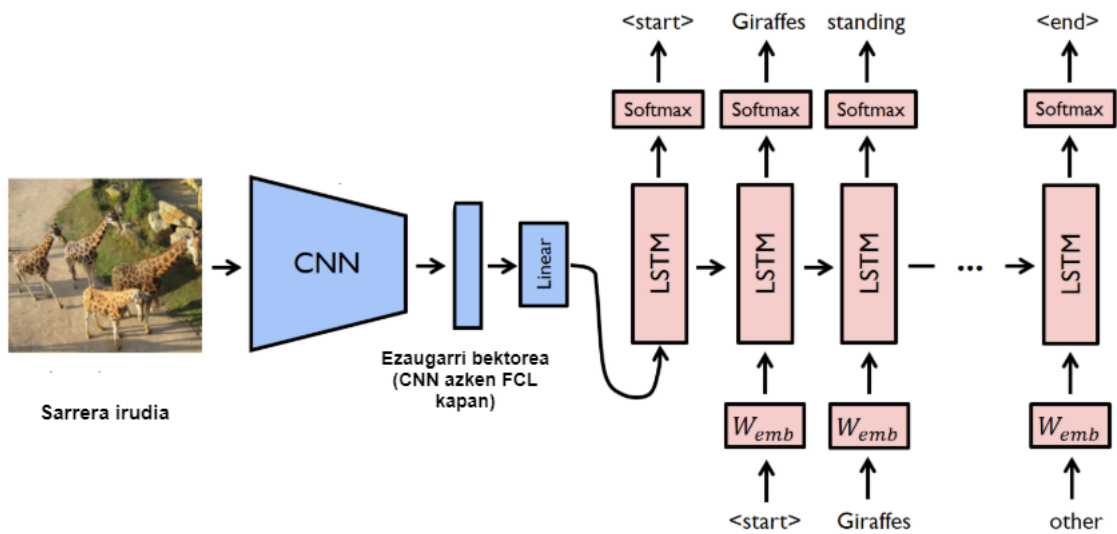 <start> Giraffes standing <end>
Softmax Softmax Softmax Softmax
CNN
Linear
LSTM LSTM LSTM ... LSTM
Ezaugarri bektorea
(CNN azken FCL
kapan)
Sarrera irudia
W_emb W_emb W_emb
<start> Giraffes other